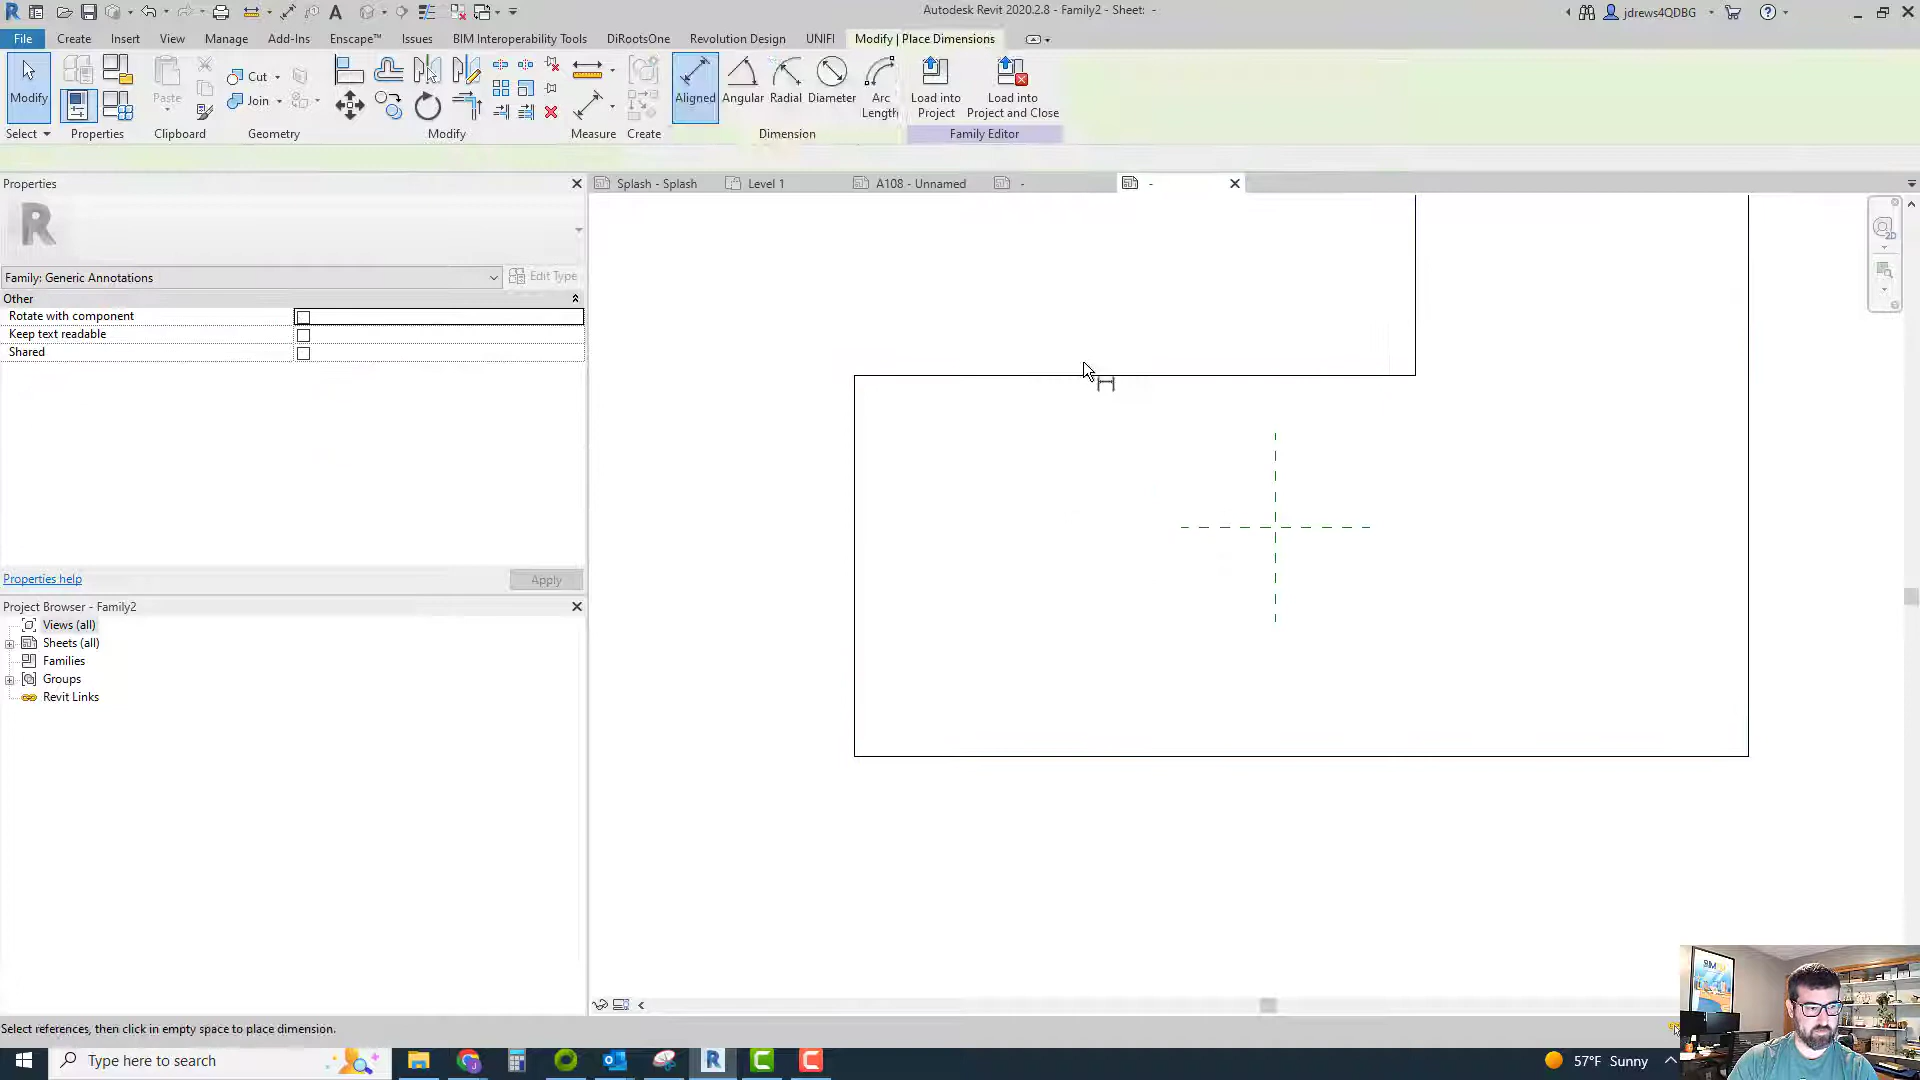 Autodesk Revit 2020.2.8 - Family2 - Sheet: -
jdrews4QDBG
File Create Insert View Manage Add-Ins Enscape™ Issues BIM Interoperability Tools DiRootsOne Revolution Design UNIFI Modify | Place Dimensions
Modify Paste Cut Join Aligned Angular Radial Diameter Arc Length Load into Project Load into Project and Close
Select Properties Clipboard Geometry Modify Measure Create Dimension Family Editor
Properties
Splash - Splash Level 1 A108 - Unnamed - -
Family: Generic Annotations Edit Type
Other
Rotate with component
Keep text readable
Shared
Properties help Apply
Project Browser - Family2
Views (all)
Sheets (all)
Families
Groups
Revit Links
Select references, then click in empty space to place dimension.
Type here to search 57°F Sunny